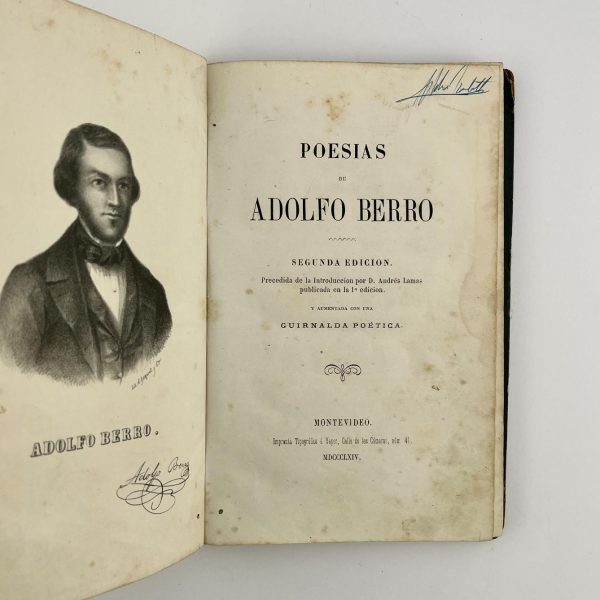 ADOLFO BERRO.
Adolfo Berro
POESIAS
DE
ADOLFO BERRO
SEGUNDA EDICION.
Precedida de la Introduccion por D. Andrés Lamas
publicada en la 1ª edicion.
Y AUMENTADA CON UNA
GUIRNALDA POÉTICA.
MONTEVIDEO.
Imprenta Tipográfica á Vapor, Calle de las Cámaras, núm. 41.
MDCCCLXIV.